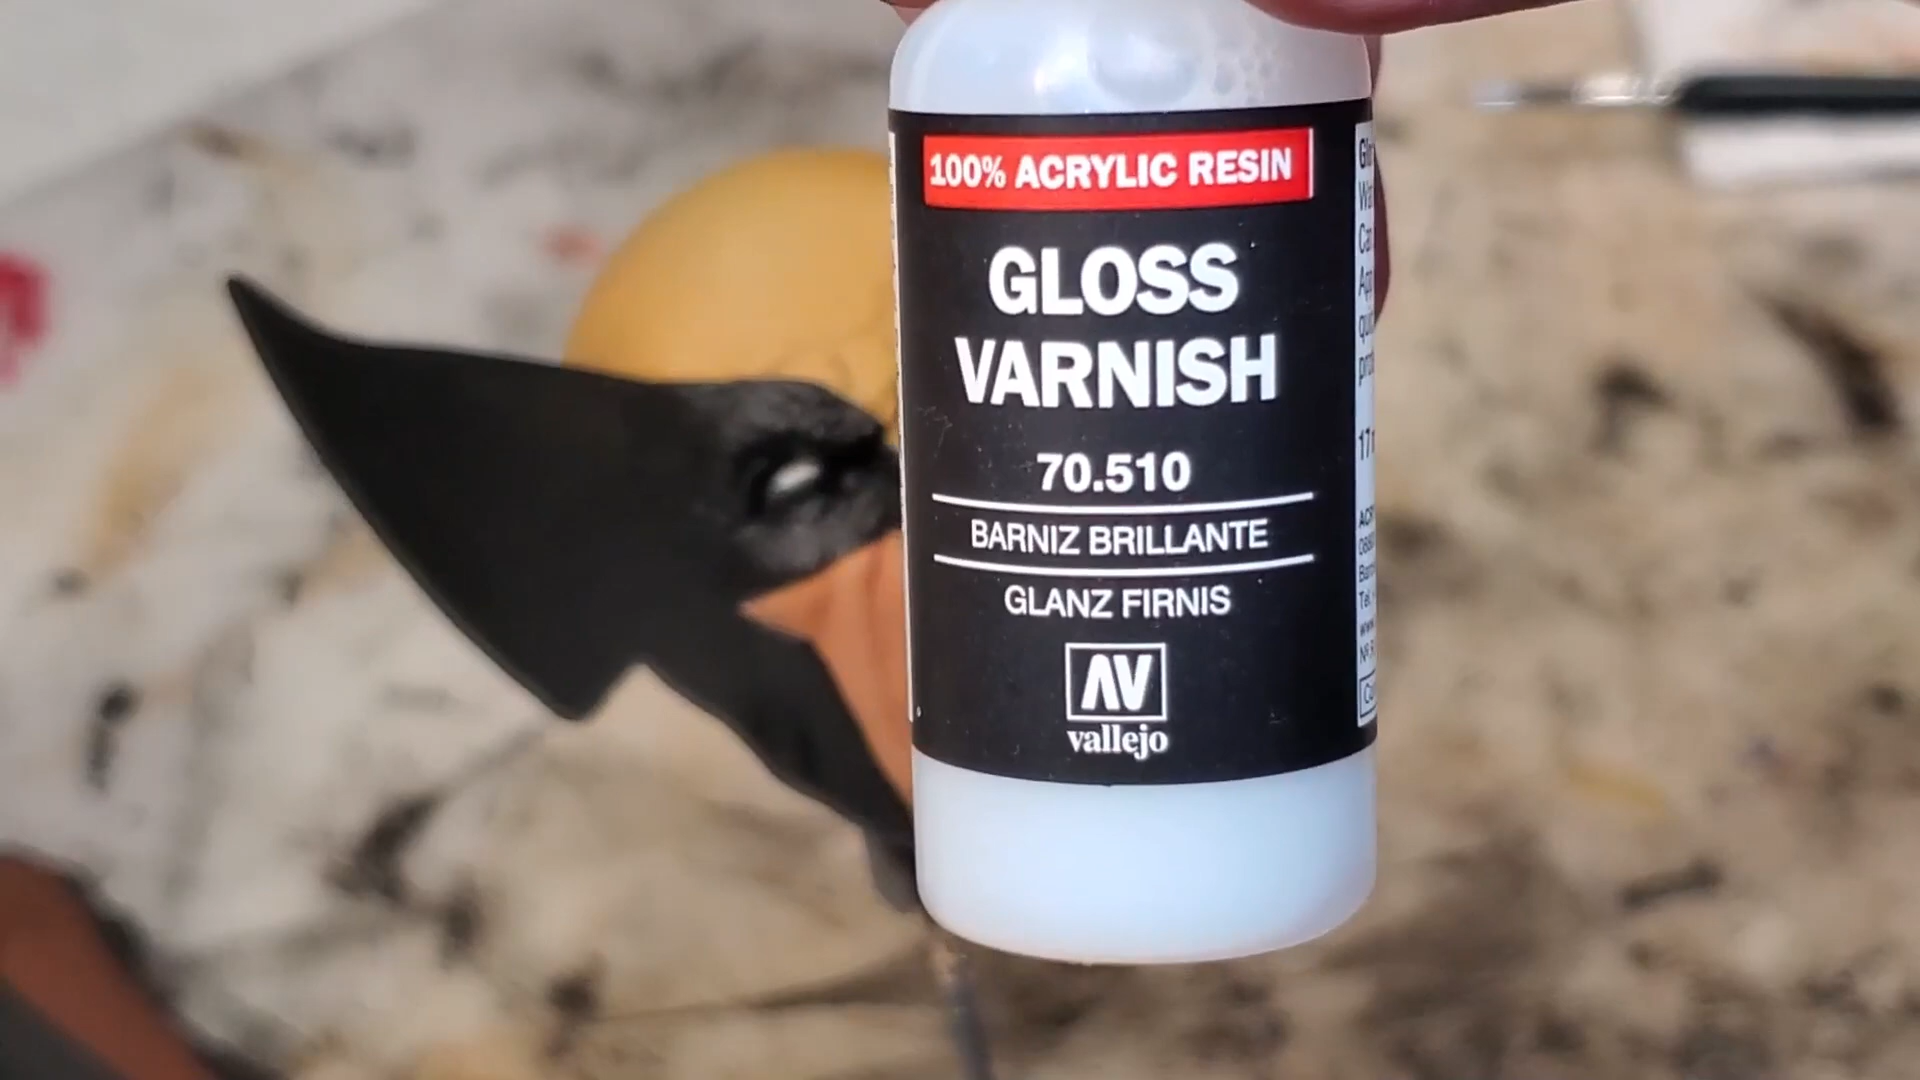 100% ACRYLIC RESIN
GLOSS
VARNISH
70.510
BARNIZ BRILLANTE
GLANZ FIRNIS
AV
vallejo